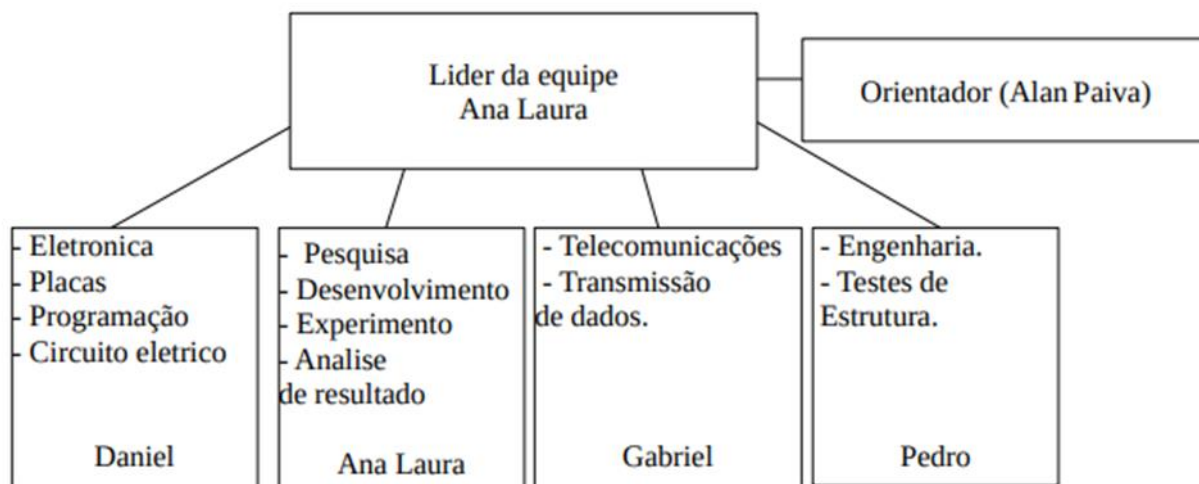 Lider da equipe
Ana Laura
Orientador (Alan Paiva)
- Eletronica
- Placas
- Programação
- Circuito eletrico
Daniel
- Pesquisa
- Desenvolvimento
- Experimento
- Analise
de resultado
Ana Laura
- Telecomunicações
- Transmissão
de dados.
Gabriel
- Engenharia.
- Testes de
Estrutura.
Pedro